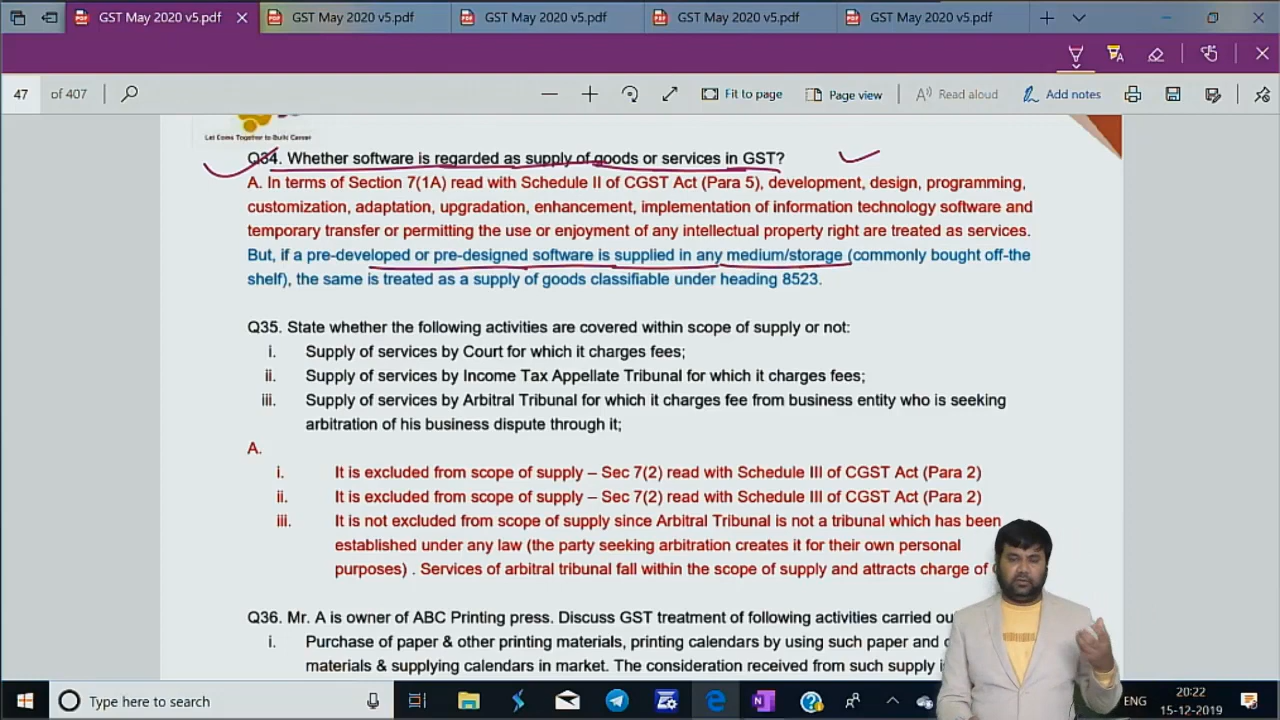 GST May 2020 v5.pdf
GST May 2020 v5.pdf
GST May 2020 v5.pdf
GST May 2020 v5.pdf
GST May 2020 v5.pdf
47 of 407
Fit to page
Page view
Read aloud
Add notes
Let Come Together to Build Career
Q34. Whether software is regarded as supply of goods or services in GST?
A. In terms of Section 7(1A) read with Schedule II of CGST Act (Para 5), development, design, programming,
customization, adaptation, upgradation, enhancement, implementation of information technology software and
temporary transfer or permitting the use or enjoyment of any intellectual property right are treated as services.
But, if a pre-developed or pre-designed software is supplied in any medium/storage (commonly bought off-the
shelf), the same is treated as a supply of goods classifiable under heading 8523.
Q35. State whether the following activities are covered within scope of supply or not:
i. Supply of services by Court for which it charges fees;
ii. Supply of services by Income Tax Appellate Tribunal for which it charges fees;
iii. Supply of services by Arbitral Tribunal for which it charges fee from business entity who is seeking
arbitration of his business dispute through it;
A.
i. It is excluded from scope of supply – Sec 7(2) read with Schedule III of CGST Act (Para 2)
ii. It is excluded from scope of supply – Sec 7(2) read with Schedule III of CGST Act (Para 2)
iii. It is not excluded from scope of supply since Arbitral Tribunal is not a tribunal which has been
established under any law (the party seeking arbitration creates it for their own personal
purposes) . Services of arbitral tribunal fall within the scope of supply and attracts charge of
Q36. Mr. A is owner of ABC Printing press. Discuss GST treatment of following activities carried
i. Purchase of paper & other printing materials, printing calendars by using such paper and
materials & supplying calendars in market. The consideration received from such supply
Type here to search
ENG
20:22
15-12-2019